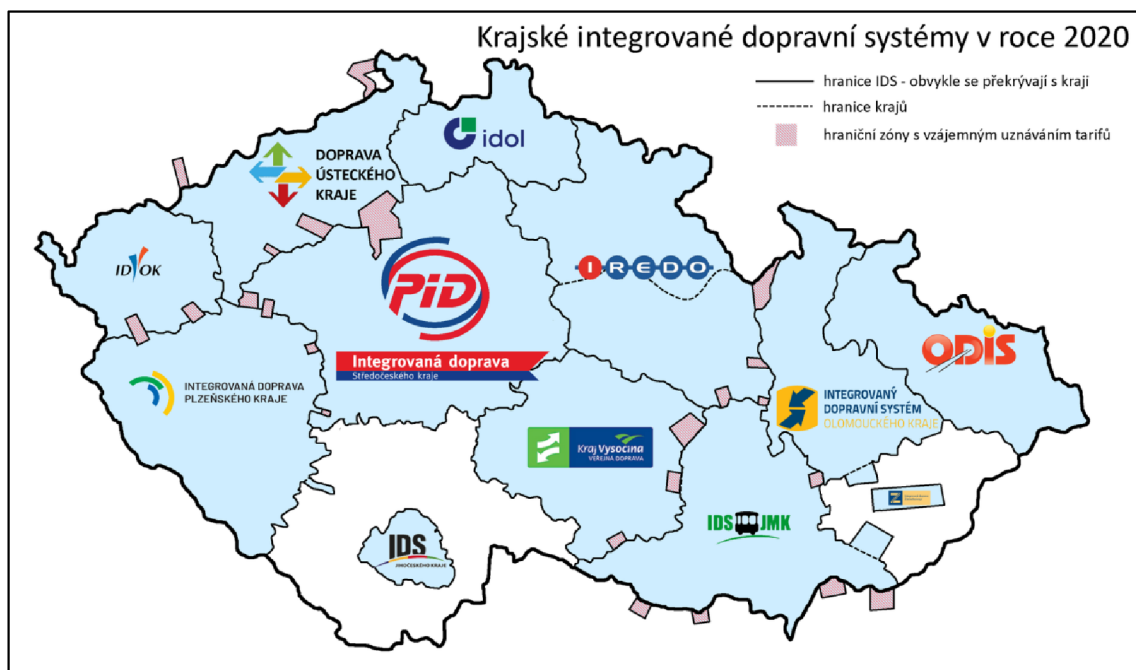 Krajské integrované dopravní systémy v roce 2020
hranice IDS - obvykle se překrývají s kraji
hranice krajů
hraniční zóny s vzájemným uznáváním tarifů
idol
DOPRAVA
ÚSTECKÉHO
KRAJE
IDOK
IREDO
PID
Integrovaná doprava
Středočeského kraje
ODIS
INTEGROVANÁ DOPRAVA
PLZEŇSKÉHO KRAJE
INTEGROVANÝ
DOPRAVNÍ SYSTÉM
OLOMOUCKÉHO KRAJE
Kraj Vysočina
VEŘEJNÁ DOPRAVA
Z
IDS JMK
IDS
JIHOČESKÉHO KRAJE